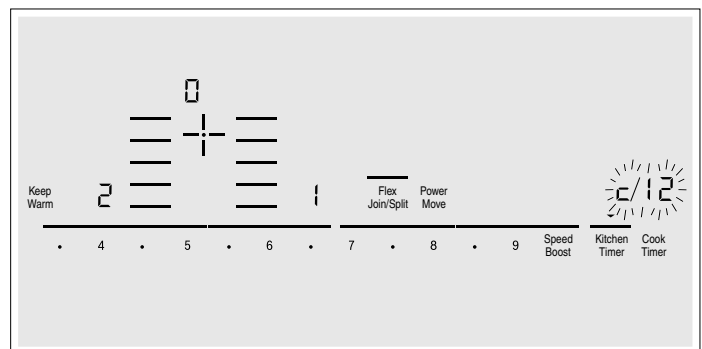 0
Keep
Warm
2
1
Flex
Join/Split
Power
Move
c/12
. 4 . 5 . 6 . 7 . 8 . 9
Speed
Boost
Kitchen
Timer
Cook
Timer